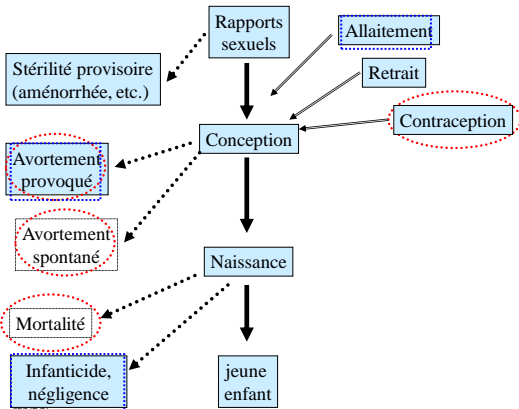 Rapports
sexuels
Allaitement
Stérilité provisoire
(aménorrhée, etc.)
Retrait
Contraception
Conception
Avortement
provoqué
Avortement
spontané
Naissance
Mortalité
Infanticide,
négligence
jeune
enfant